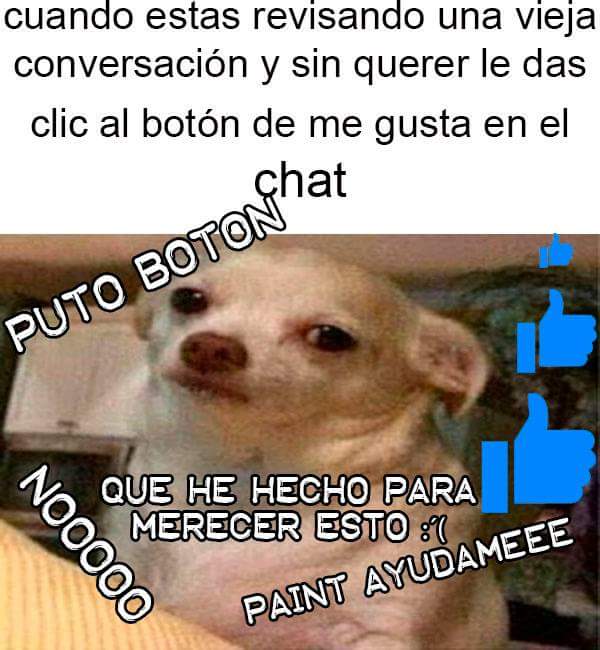 cuando estas revisando una vieja
conversación y sin querer le das
clic al botón de me gusta en el
chat
PUTO BOTON
QUE HE HECHO PARA
MERECER ESTO :'(
NOOOOO
PAINT AYUDAMEEE